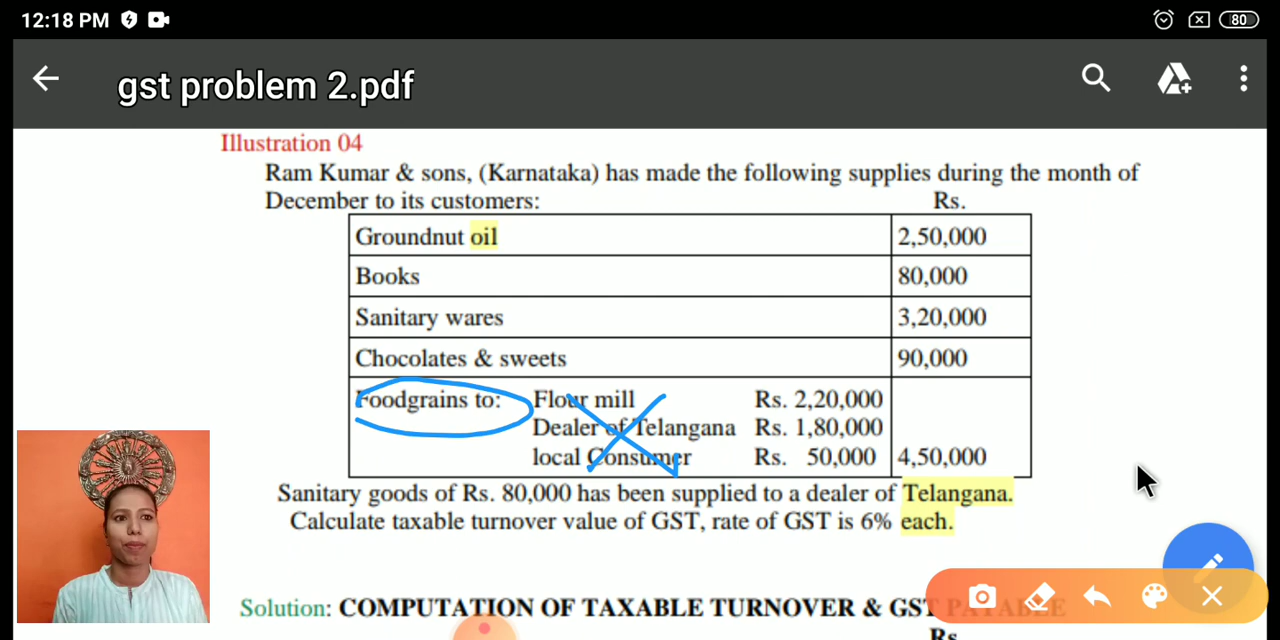 12:18 PM 80
gst problem 2.pdf
Illustration 04
Ram Kumar & sons, (Karnataka) has made the following supplies during the month of
December to its customers: Rs.
Groundnut oil 2,50,000
Books 80,000
Sanitary wares 3,20,000
Chocolates & sweets 90,000
Foodgrains to: Flour mill Rs. 2,20,000
Dealer of Telangana Rs. 1,80,000
local Consumer Rs. 50,000 4,50,000
Sanitary goods of Rs. 80,000 has been supplied to a dealer of Telangana.
Calculate taxable turnover value of GST, rate of GST is 6% each.
Solution: COMPUTATION OF TAXABLE TURNOVER & GST PAYABLE
Rs